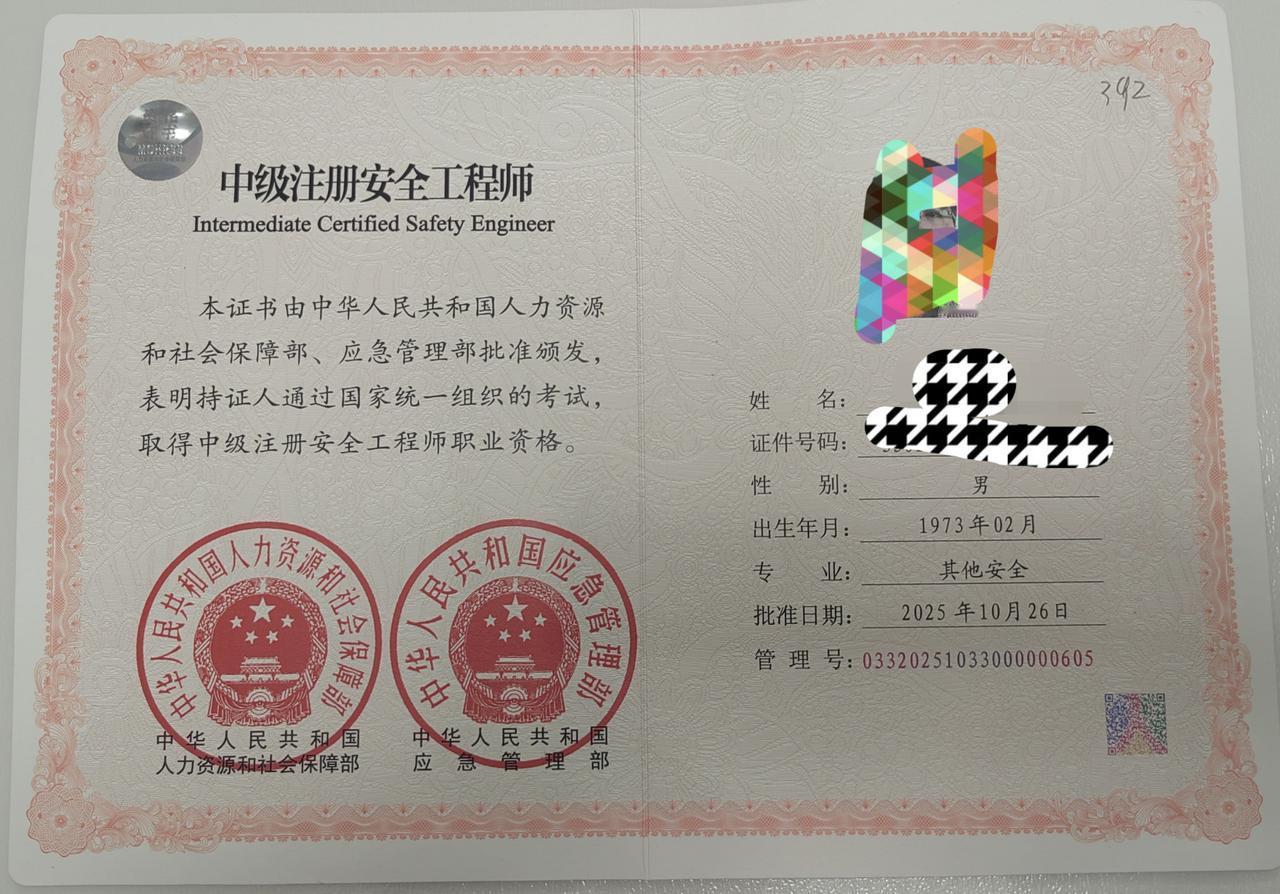 392
中级注册安全工程师
Intermediate Certified Safety Engineer
本证书由中华人民共和国人力资源
和社会保障部、应急管理部批准颁发，
表明持证人通过国家统一组织的考试，
取得中级注册安全工程师职业资格。
中华人民共和国人力资源和社会保障部
中华人民共和国应急管理部
中华人民共和国
人力资源和社会保障部
中华人民共和国
应急管理部
姓名：
证件号码：
性别：男
出生年月：1973年02月
专业：其他安全
批准日期：2025年10月26日
管理号：03320251033000000605